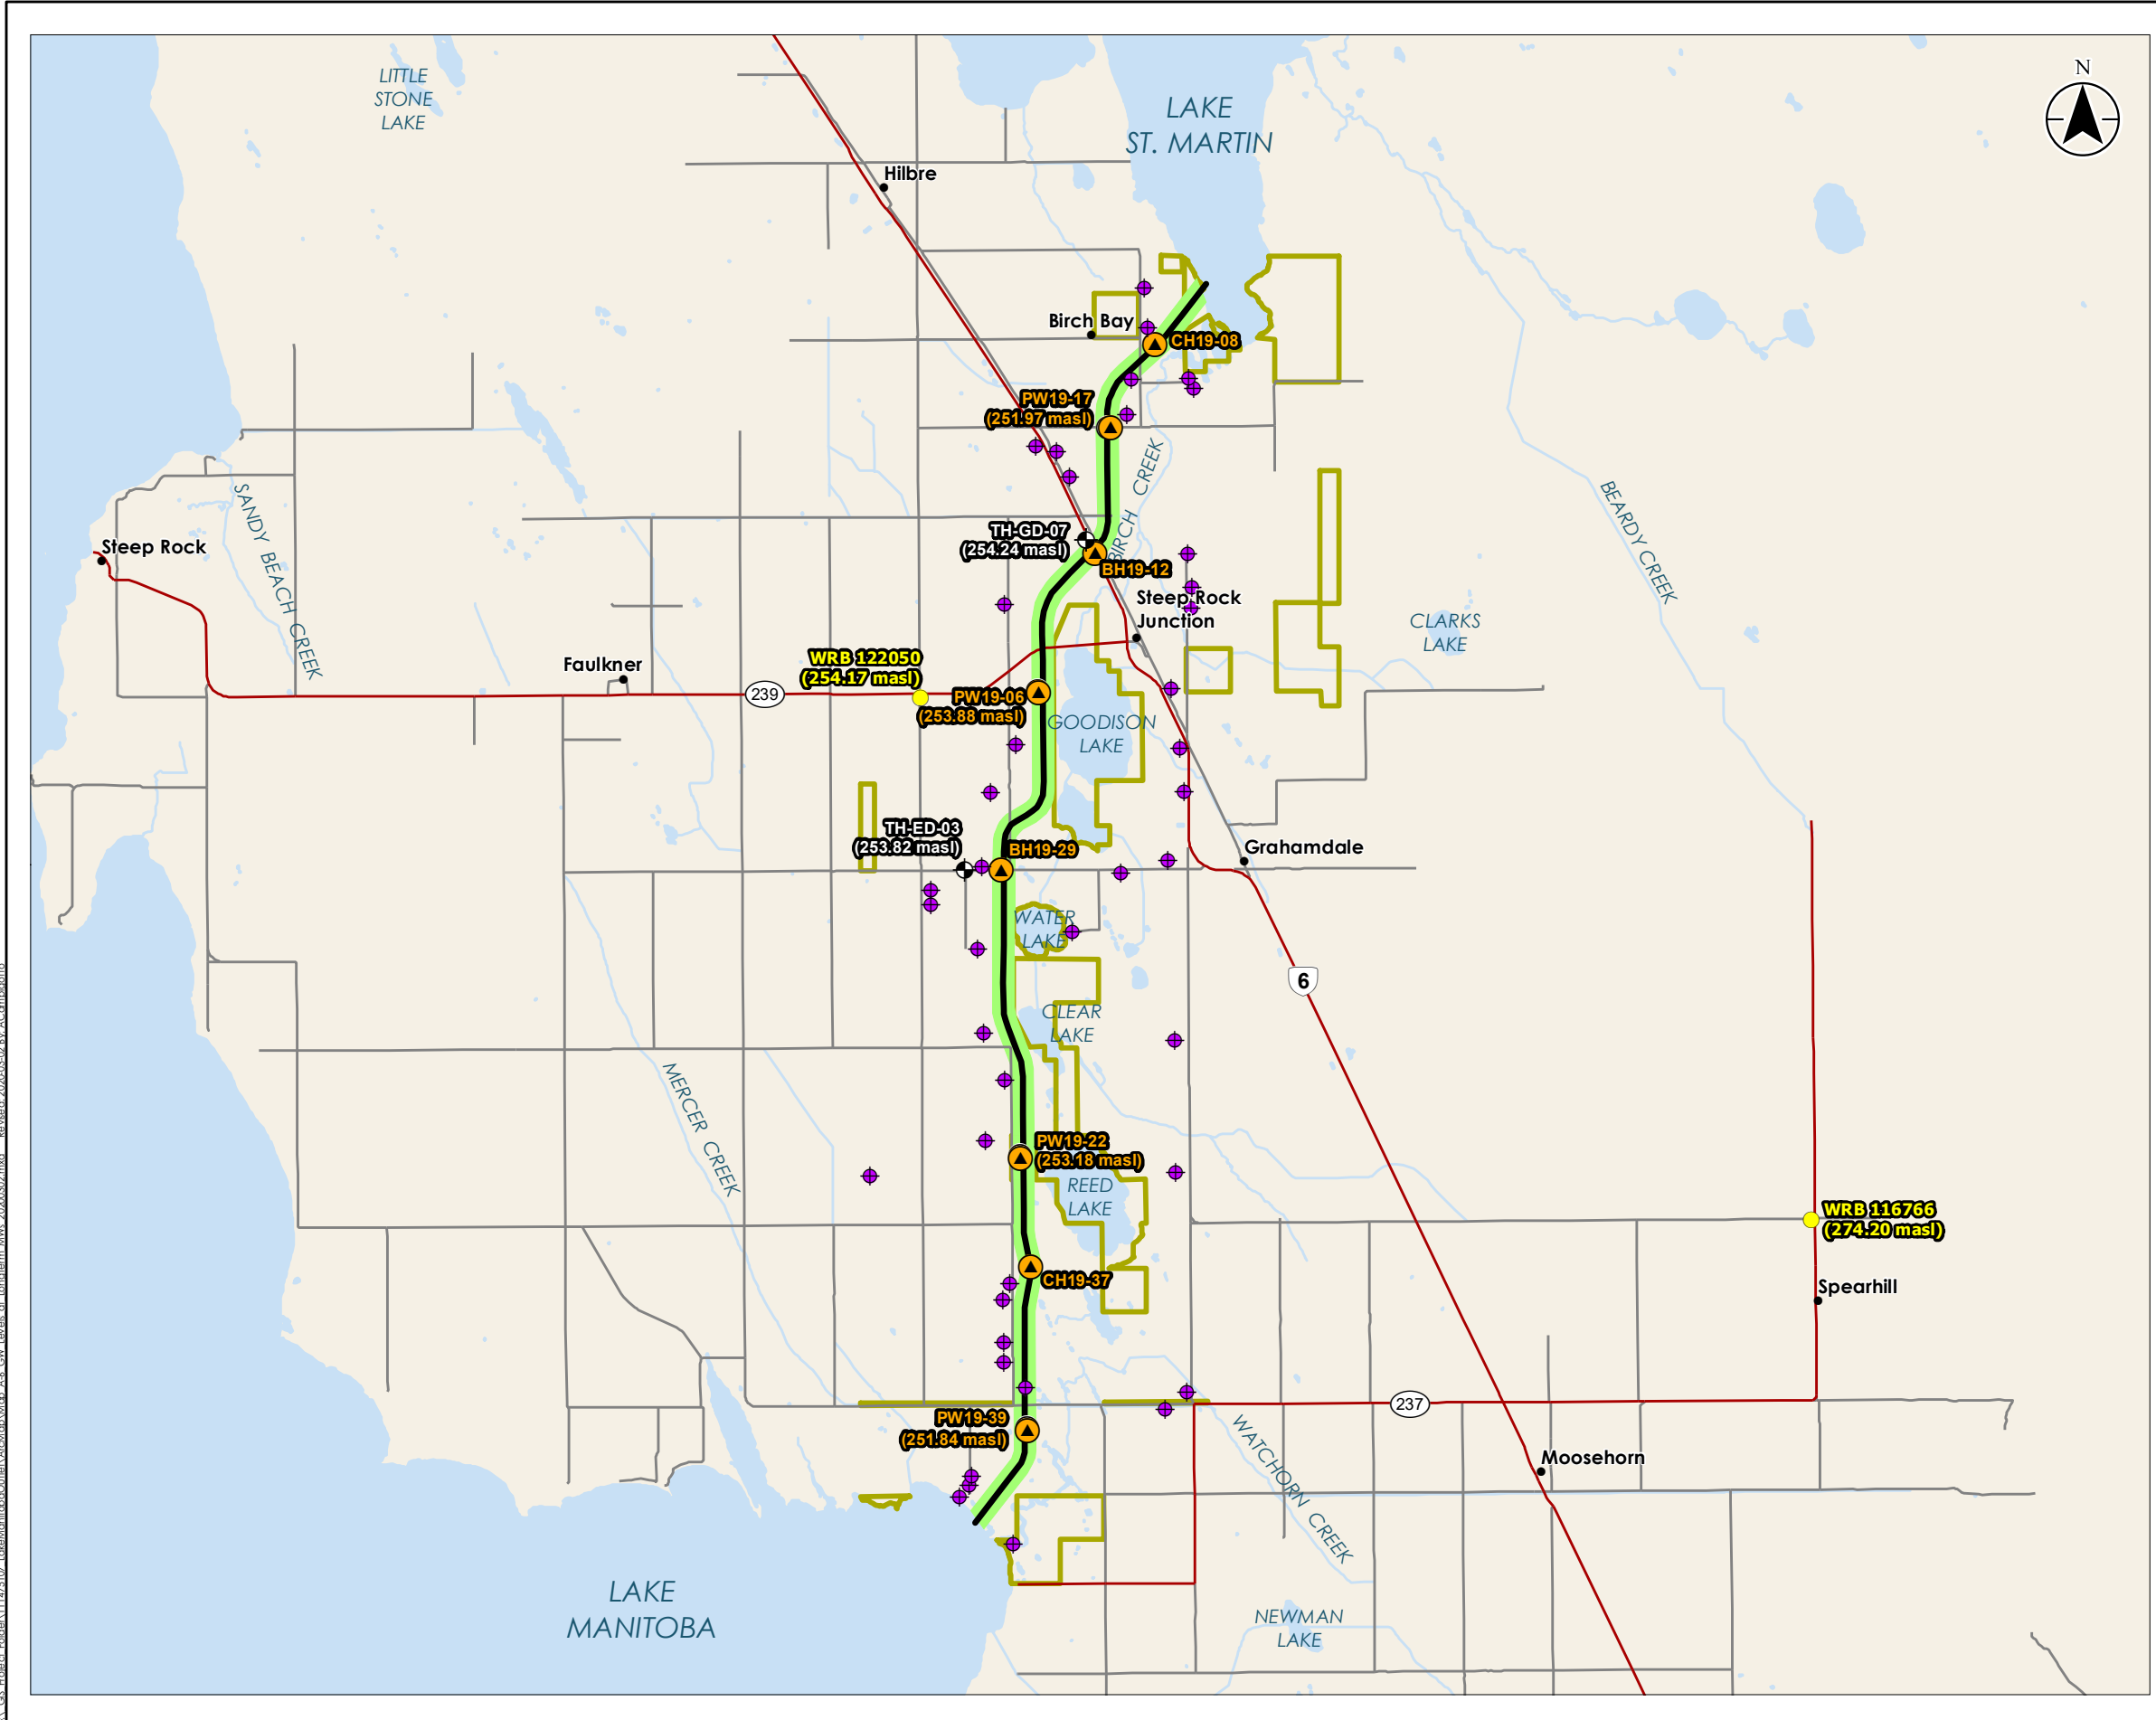 N
LITTLE
STONE
LAKE
LAKE
ST. MARTIN
Hilbre
Birch Bay
CH19-08
PW19-17
(251.97 masl)
BIRCH CREEK
SANDY BEACH CREEK
BEARDY CREEK
TH-GD-07
(254.24 masl)
BH19-12
Steep Rock
Steep Rock
Junction
CLARKS
LAKE
Faulkner
WRB 122050
(254.17 masl)
239
PW19-06
(253.88 masl)
GOODISON
LAKE
TH-ED-03
(253.82 masl)
BH19-29
Grahamdale
WATER
LAKE
6
CLEAR
LAKE
MERCER CREEK
PW19-22
(253.18 masl)
REED
LAKE
WRB 116766
(274.20 masl)
CH19-37
Spearhill
237
PW19-39
(251.84 masl)
WATCHORN CREEK
Moosehorn
LAKE
MANITOBA
NEWMAN
LAKE